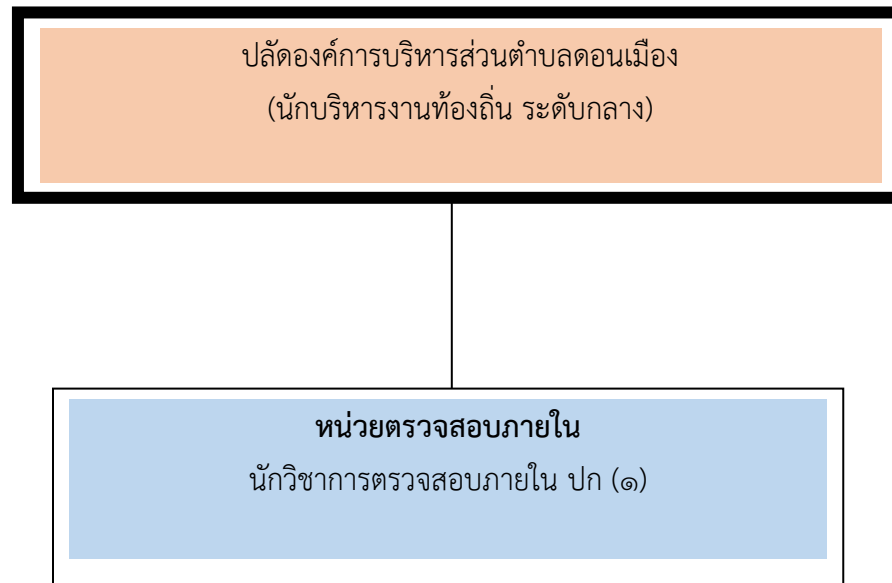 ปลัดองค์การบริหารส่วนตำบลดอนเมือง
(นักบริหารงานท้องถิ่น ระดับกลาง)
หน่วยตรวจสอบภายใน
นักวิชาการตรวจสอบภายใน ปก (๑)